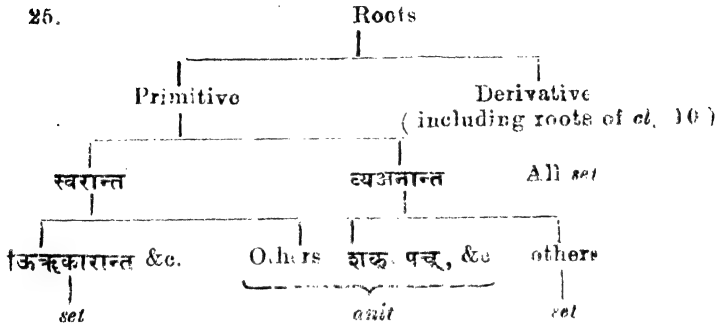 25. Roots
Primitive Derivative
( including roots of cl. 10 )
स्वरान्त व्यञ्जनान्त All set
ऊॠकारान्त &c. Others शक्, पच्, &c others
set anit set